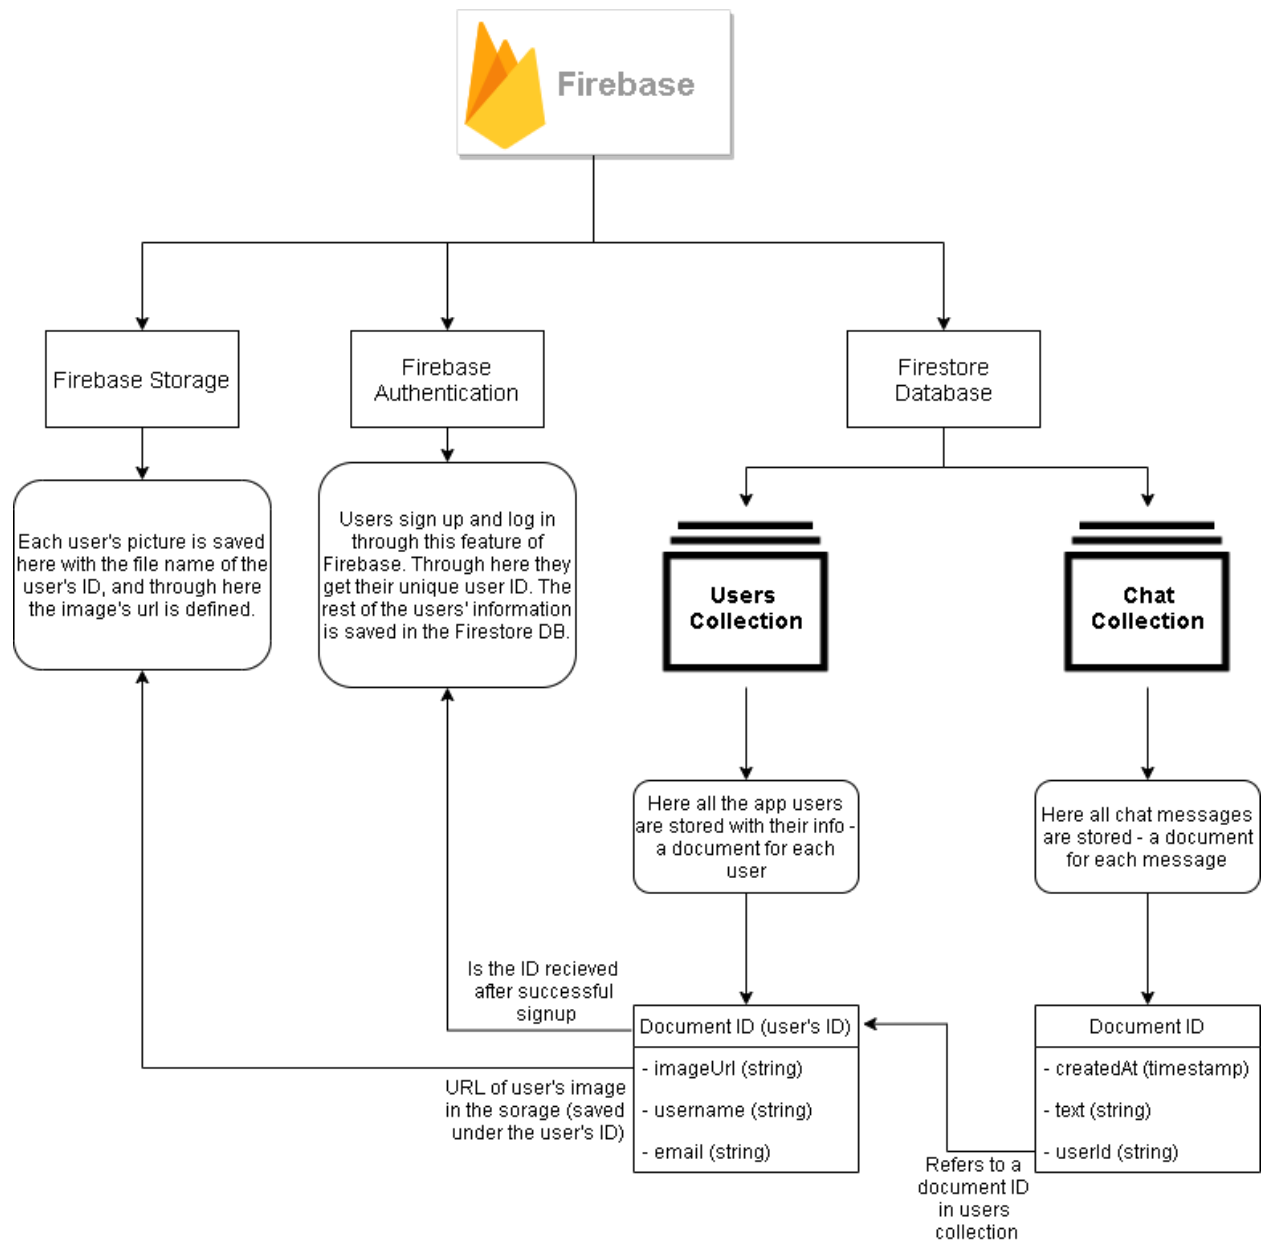 Firebase
Firebase Storage
Firebase
Authentication
Firestore
Database
Each user's picture is saved
here with the file name of the
user's ID, and through here
the image's url is defined.
Users sign up and log in
through this feature of
Firebase. Through here they
get their unique user ID. The
rest of the users' information
is saved in the Firestore DB.
Users
Collection
Chat
Collection
Here all the app users
are stored with their info -
a document for each
user
Here all chat messages
are stored - a document
for each message
Is the ID recieved
after successful
signup
Document ID (user's ID)
- imageUrl (string)
- username (string)
- email (string)
Document ID
- createdAt (timestamp)
- text (string)
- userId (string)
URL of user's image
in the sorage (saved
under the user's ID)
Refers to a
document ID
in users
collection